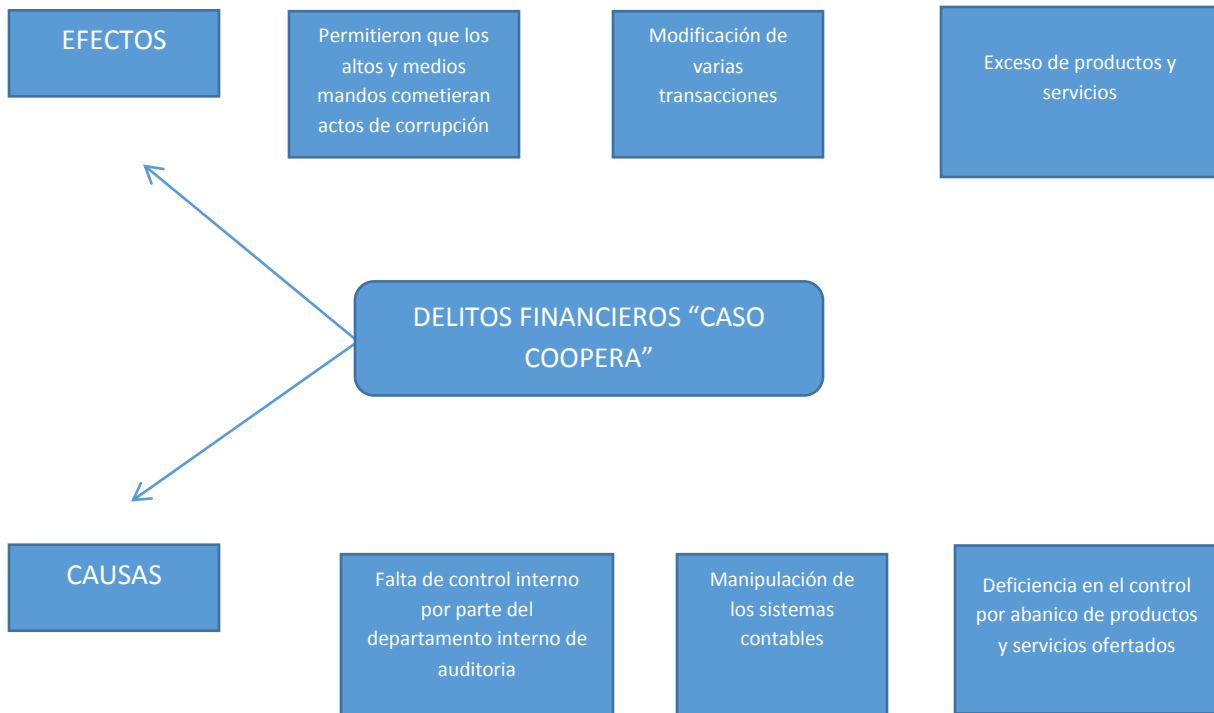 EFECTOS
Permitieron que los
altos y medios
mandos cometieran
actos de corrupción
Modificación de
varias
transacciones
Exceso de productos y
servicios
DELITOS FINANCIEROS “CASO
COOPERA”
CAUSAS
Falta de control interno
por parte del
departamento interno de
auditoria
Manipulación de
los sistemas
contables
Deficiencia en el control
por abanico de productos
y servicios ofertados